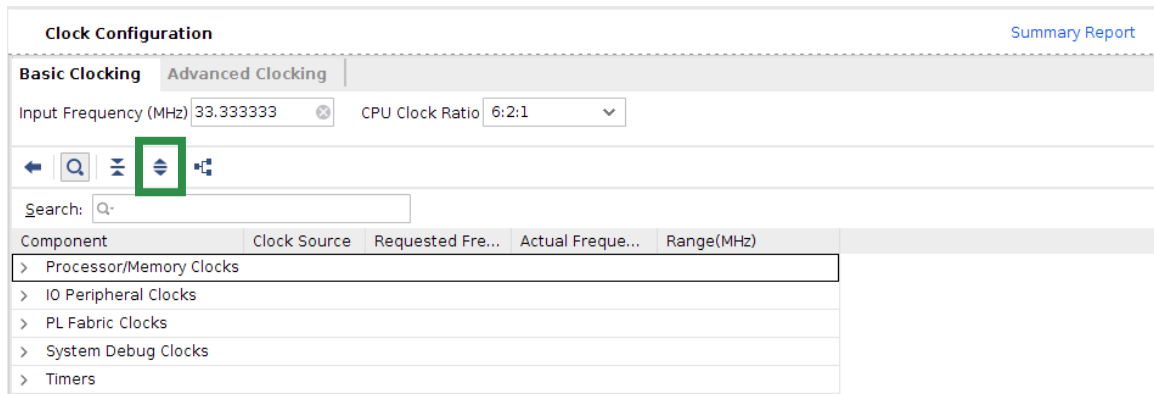 Clock Configuration Summary Report
Basic Clocking Advanced Clocking
Input Frequency (MHz) 33.333333 CPU Clock Ratio 6:2:1
Search:
Component Clock Source Requested Fre... Actual Freque... Range(MHz)
Processor/Memory Clocks
IO Peripheral Clocks
PL Fabric Clocks
System Debug Clocks
Timers